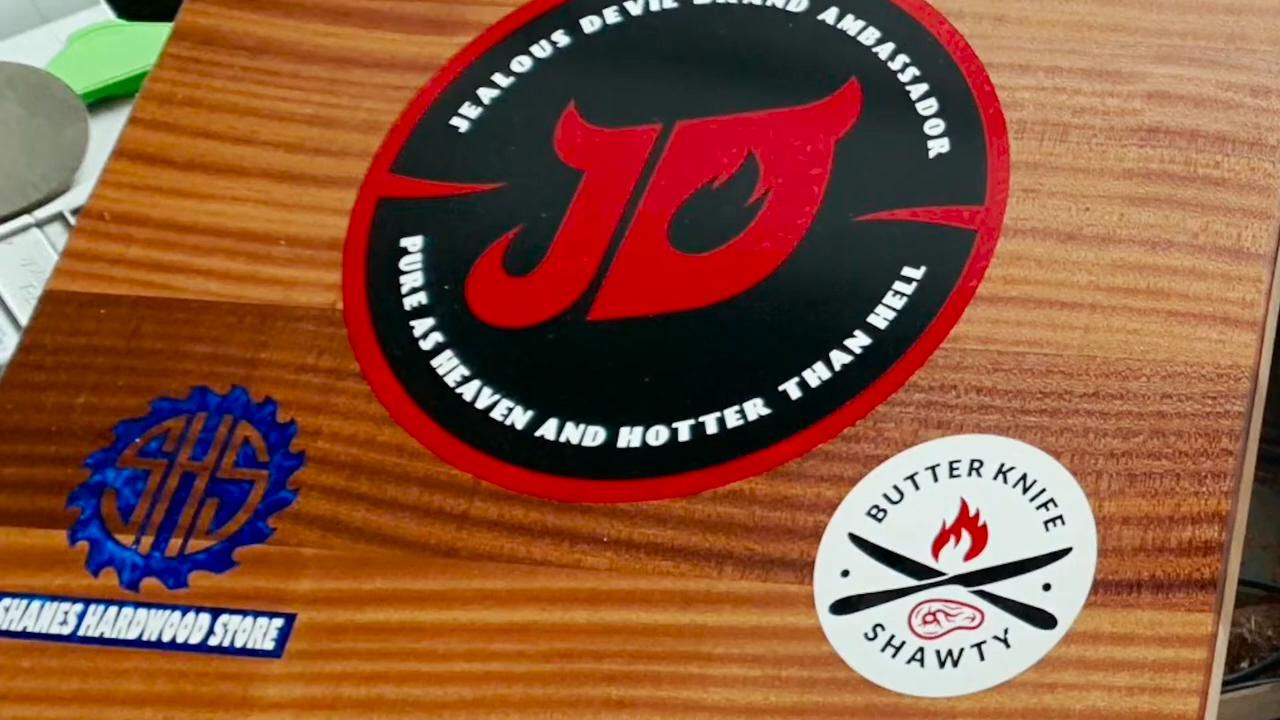 JEALOUS DEVIL BRAND AMBASSADOR
JD
PURE AS HEAVEN AND HOTTER THAN HELL
SHS
SHANES HARDWOOD STORE
BUTTER KNIFE
SHAWTY